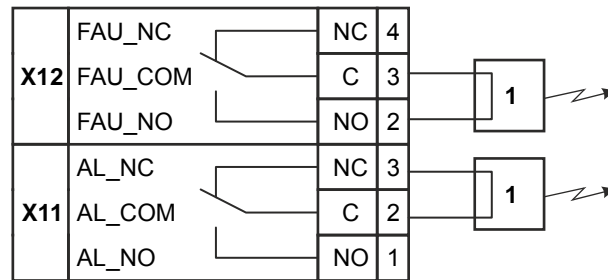 FAU_NC NC 4
X12 FAU_COM C 3 1
FAU_NO NO 2
AL_NC NC 3
X11 AL_COM C 2 1
AL_NO NO 1